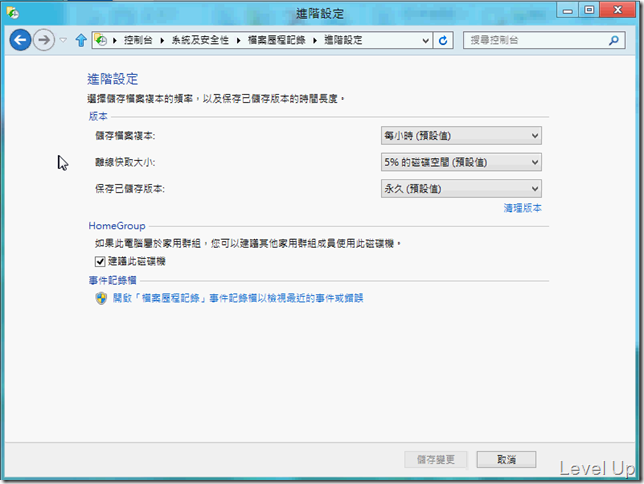 進階設定
控制台 系統及安全性 檔案歷程記錄 進階設定 搜尋控制台
進階設定
選擇儲存檔案複本的頻率，以及保存已儲存版本的時間長度。
版本
儲存檔案複本: 每小時 (預設值)
離線快取大小: 5% 的磁碟空間 (預設值)
保存已儲存版本: 永久 (預設值)
清理版本
HomeGroup
如果此電腦屬於家用群組，您可以建議其他家用群組成員使用此磁碟機。
建議此磁碟機
事件記錄檔
開啟「檔案歷程記錄」事件記錄檔以檢視最近的事件或錯誤
儲存變更 取消
Level Up